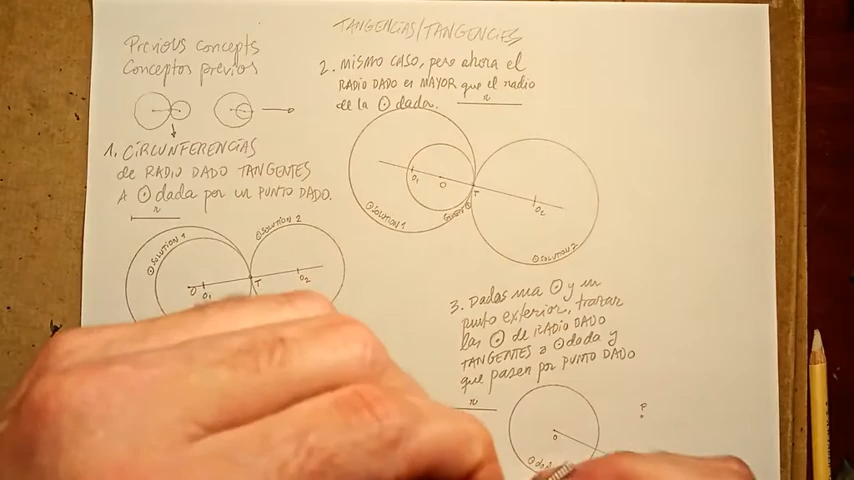 TANGENCIAS/TANGENCIES
Previous concepts
Conceptos previos
1. CIRCUNFERENCIAS
de RADIO DADO TANGENTES
A ⊙ dada por un PUNTO DADO.
r
⊙ SOLUTION 1
⊙ SOLUTION 2
O
O1
T
O2
2. MISMO CASO, pero ahora el
RADIO DADO es MAYOR que el radio
de la ⊙ dada.
r
O1
O
T
O2
⊙ SOLUTION 1
⊙ SOLUTION 2
3. Dadas una ⊙ y un
punto exterior, trazar
las ⊙ de RADIO DADO
TANGENTES a ⊙ dada y
que pasen por PUNTO DADO
r
P
O